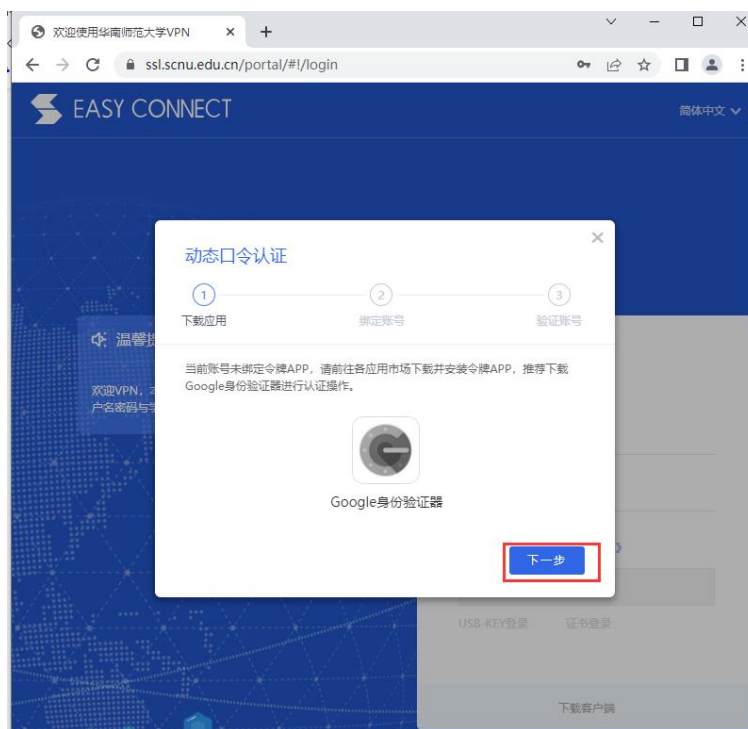 欢迎使用华南师范大学VPN
ssl.scnu.edu.cn/portal/#!/login
EASY CONNECT
简体中文
动态口令认证
1
2
3
下载应用
绑定账号
验证账号
温馨提
当前账号未绑定令牌APP，请前往各应用市场下载并安装令牌APP，推荐下载
Google身份验证器进行认证操作。
欢迎VPN，
户名密码与学
Google身份验证器
下一步
USB-KEY登录
证书登录
下载客户端